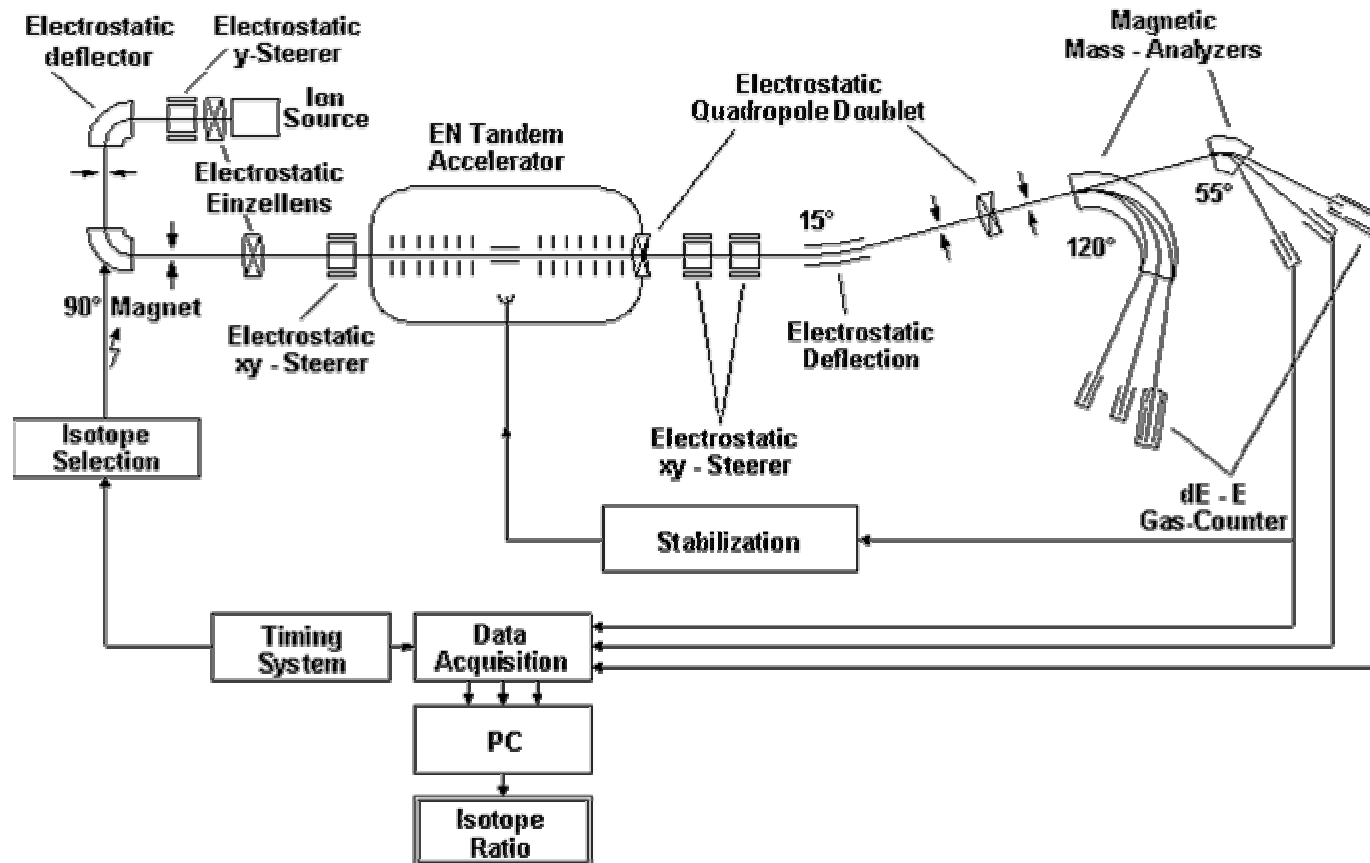 Electrostatic
deflector
Electrostatic
y-Steerer
Ion
Source
Electrostatic
Einzellens
EN Tandem
Accelerator
Electrostatic
Quadropole Doublet
Magnetic
Mass - Analyzers
15°
120°
55°
90° Magnet
Electrostatic
xy - Steerer
Electrostatic
Deflection
Electrostatic
xy - Steerer
dE - E
Gas-Counter
Isotope
Selection
Stabilization
Timing
System
Data
Acquisition
PC
Isotope
Ratio